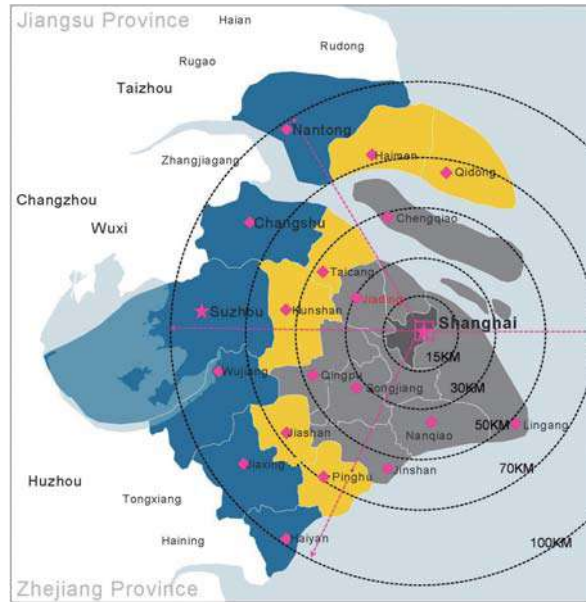 Jiangsu Province
Haian
Rudong
Rugao
Taizhou
Nantong
Haimen
Zhangjiagang
Qidong
Changzhou
Chengqiao
Changshu
Wuxi
Taicang
Jiading
Suzhou
Kunshan
Shanghai
15KM
Wujiang
Qingpu
Songjiang
30KM
Nanqiao
50KM
Lingang
Jiashan
Jiaxing
Jinshan
70KM
Huzhou
Pinghu
Tongxiang
Haining
Haiyan
100KM
Zhejiang Province